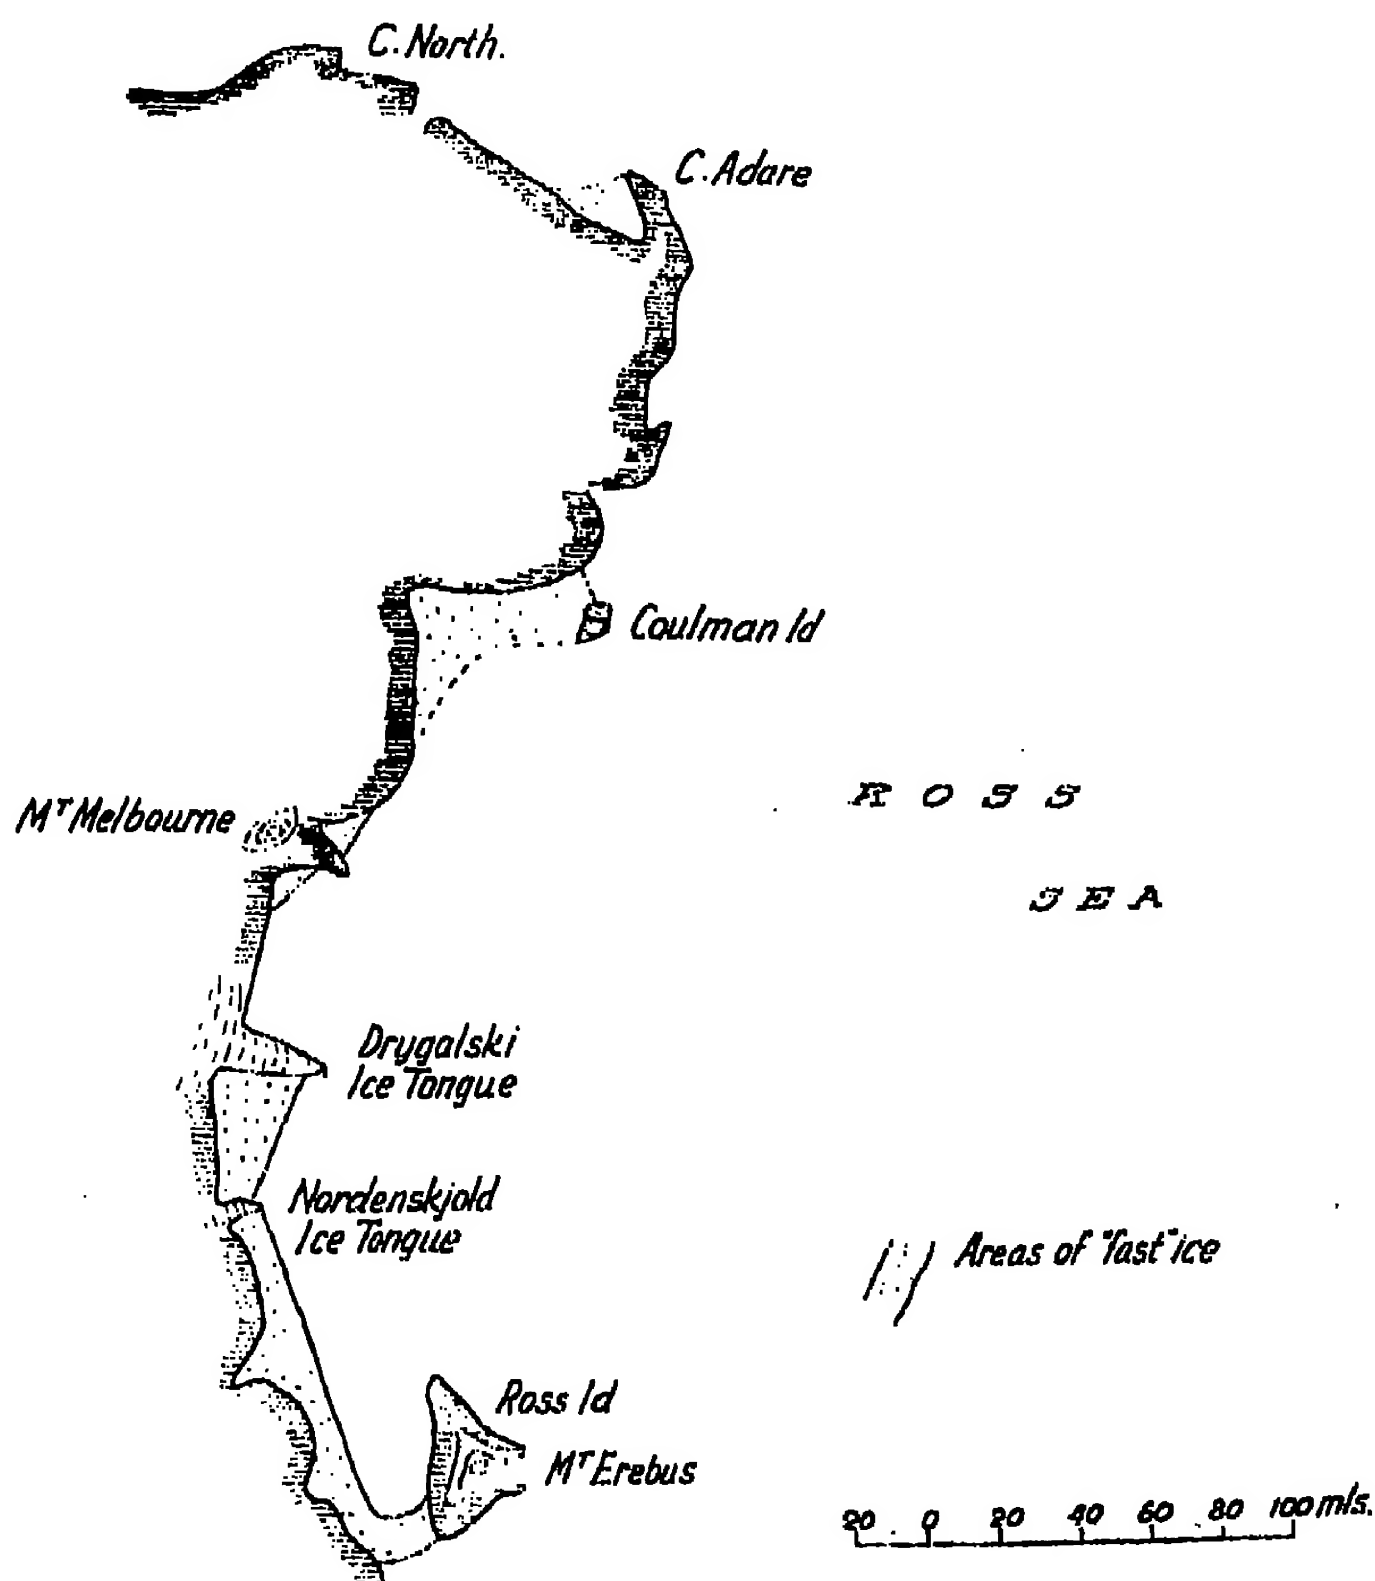 C. North.
C. Adare
Coulman Id
Mᵀ Melbourne
ROSS
SEA
Drygalski
Ice Tongue
Nordenskjold
Ice Tongue
Areas of "fast" ice
Ross Id
Mᵀ Erebus
20 0 20 40 60 80 100 mls.